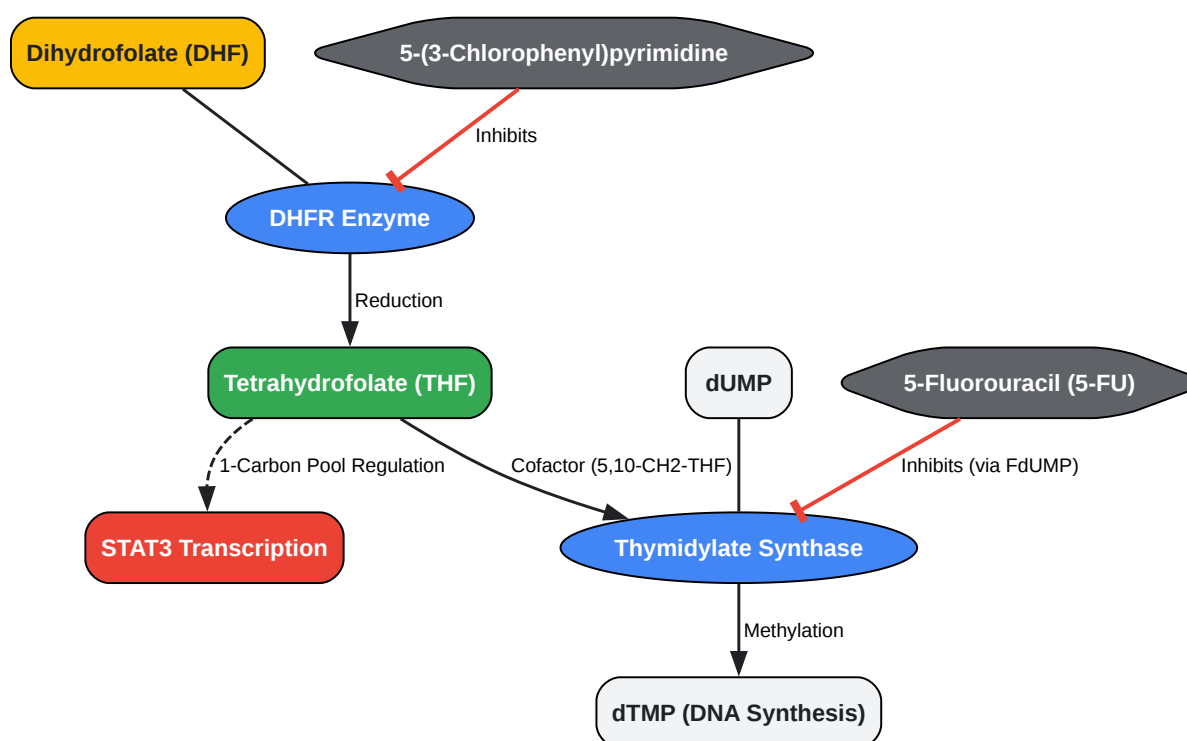 Dihydrofolate (DHF)
5-(3-Chlorophenyl)pyrimidine
Inhibits
DHFR Enzyme
Reduction
Tetrahydrofolate (THF)
dUMP
5-Fluorouracil (5-FU)
1-Carbon Pool Regulation
Cofactor (5,10-CH2-THF)
Inhibits (via FdUMP)
STAT3 Transcription
Thymidylate Synthase
Methylation
dTMP (DNA Synthesis)